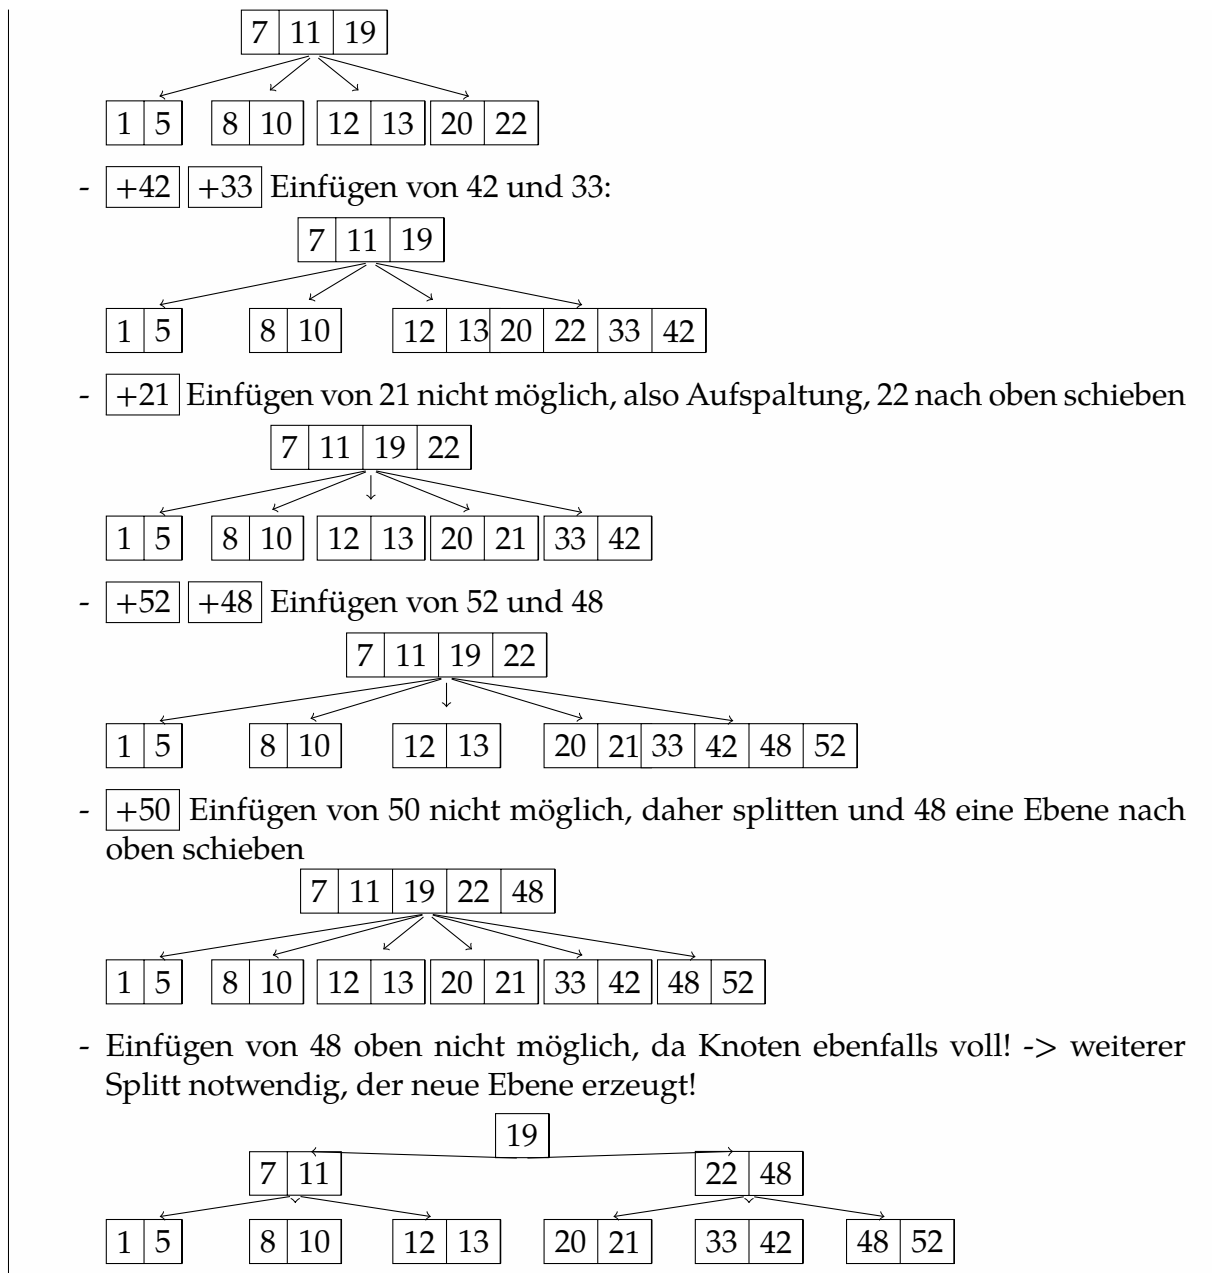 7 11 19
1 5 8 10 12 13 20 22
- +42 +33 Einfügen von 42 und 33:
7 11 19
1 5 8 10 12 13 20 22 33 42
- +21 Einfügen von 21 nicht möglich, also Aufspaltung, 22 nach oben schieben
7 11 19 22
1 5 8 10 12 13 20 21 33 42
- +52 +48 Einfügen von 52 und 48
7 11 19 22
1 5 8 10 12 13 20 21 33 42 48 52
- +50 Einfügen von 50 nicht möglich, daher splitten und 48 eine Ebene nach
oben schieben
7 11 19 22 48
1 5 8 10 12 13 20 21 33 42 48 52
- Einfügen von 48 oben nicht möglich, da Knoten ebenfalls voll! -> weiterer
Splitt notwendig, der neue Ebene erzeugt!
19
7 11 22 48
1 5 8 10 12 13 20 21 33 42 48 52